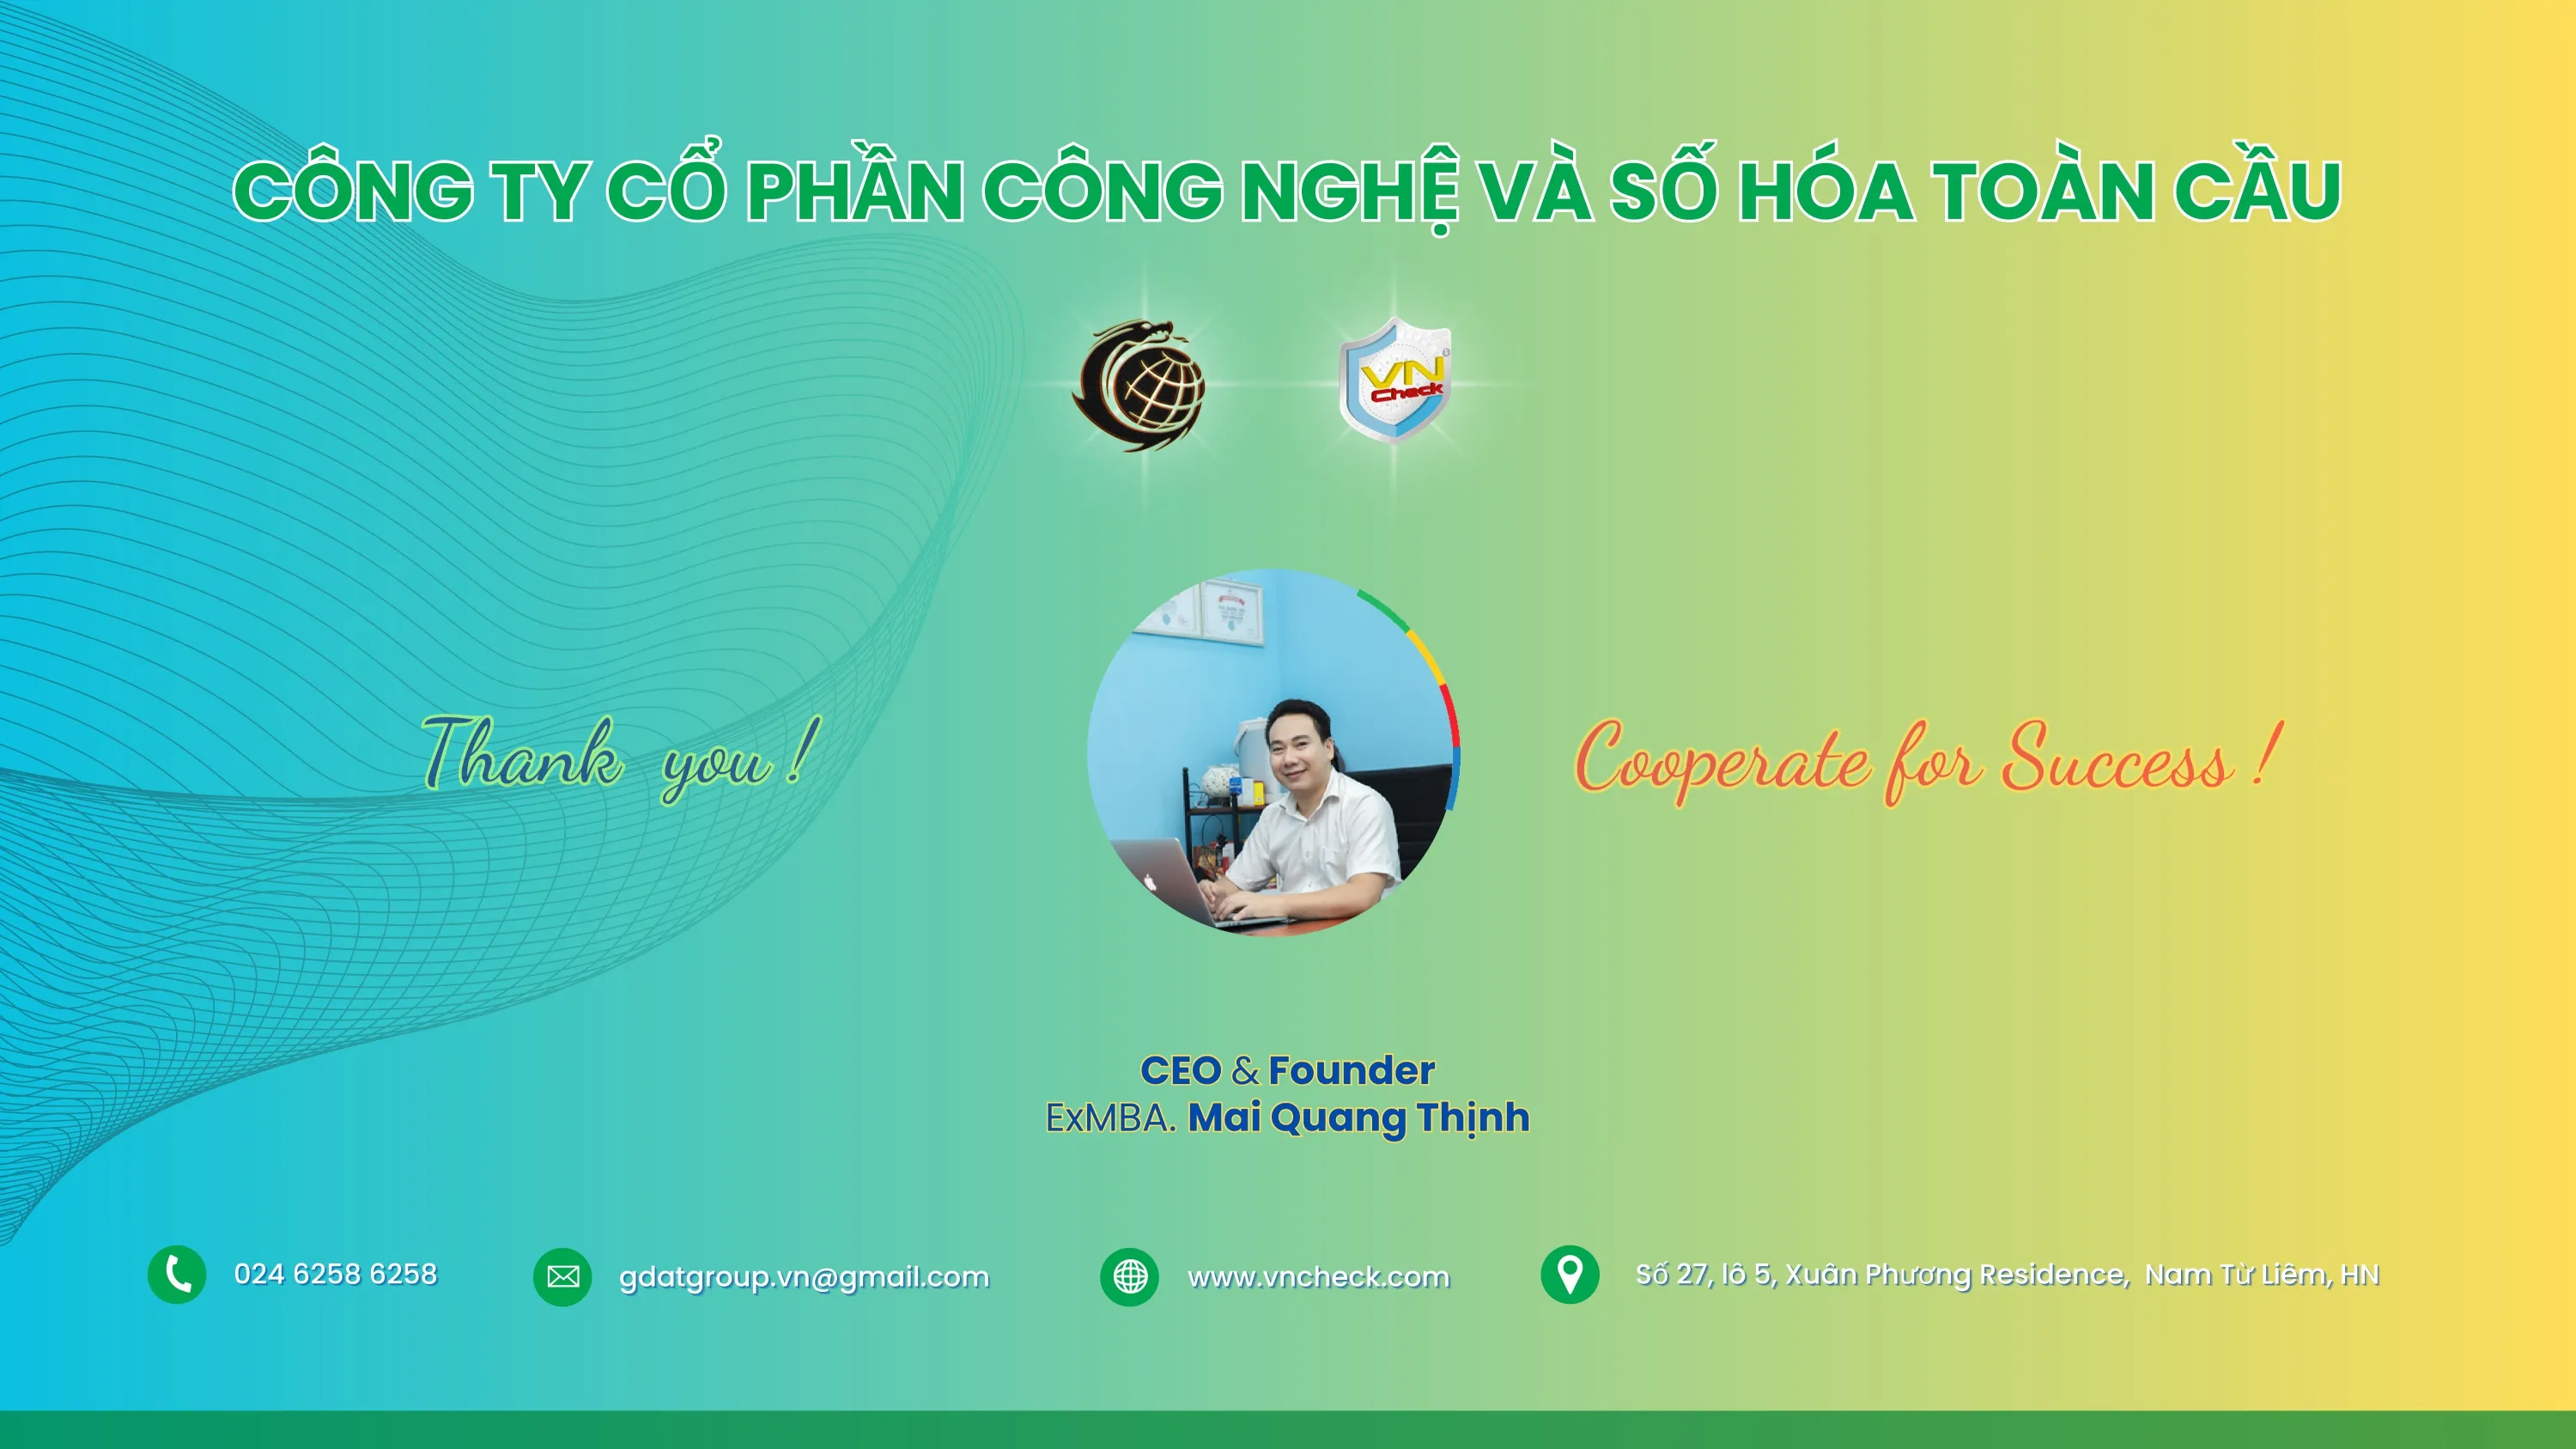 CÔNG TY CỔ PHẦN CÔNG NGHỆ VÀ SỐ HÓA TOÀN CẦU
VN
Check
Thank you !
Cooperate for Success !
CEO & Founder
ExMBA. Mai Quang Thịnh
024 6258 6258
gdatgroup.vn@gmail.com
www.vncheck.com
Số 27, lô 5, Xuân Phương Residence, Nam Từ Liêm, HN